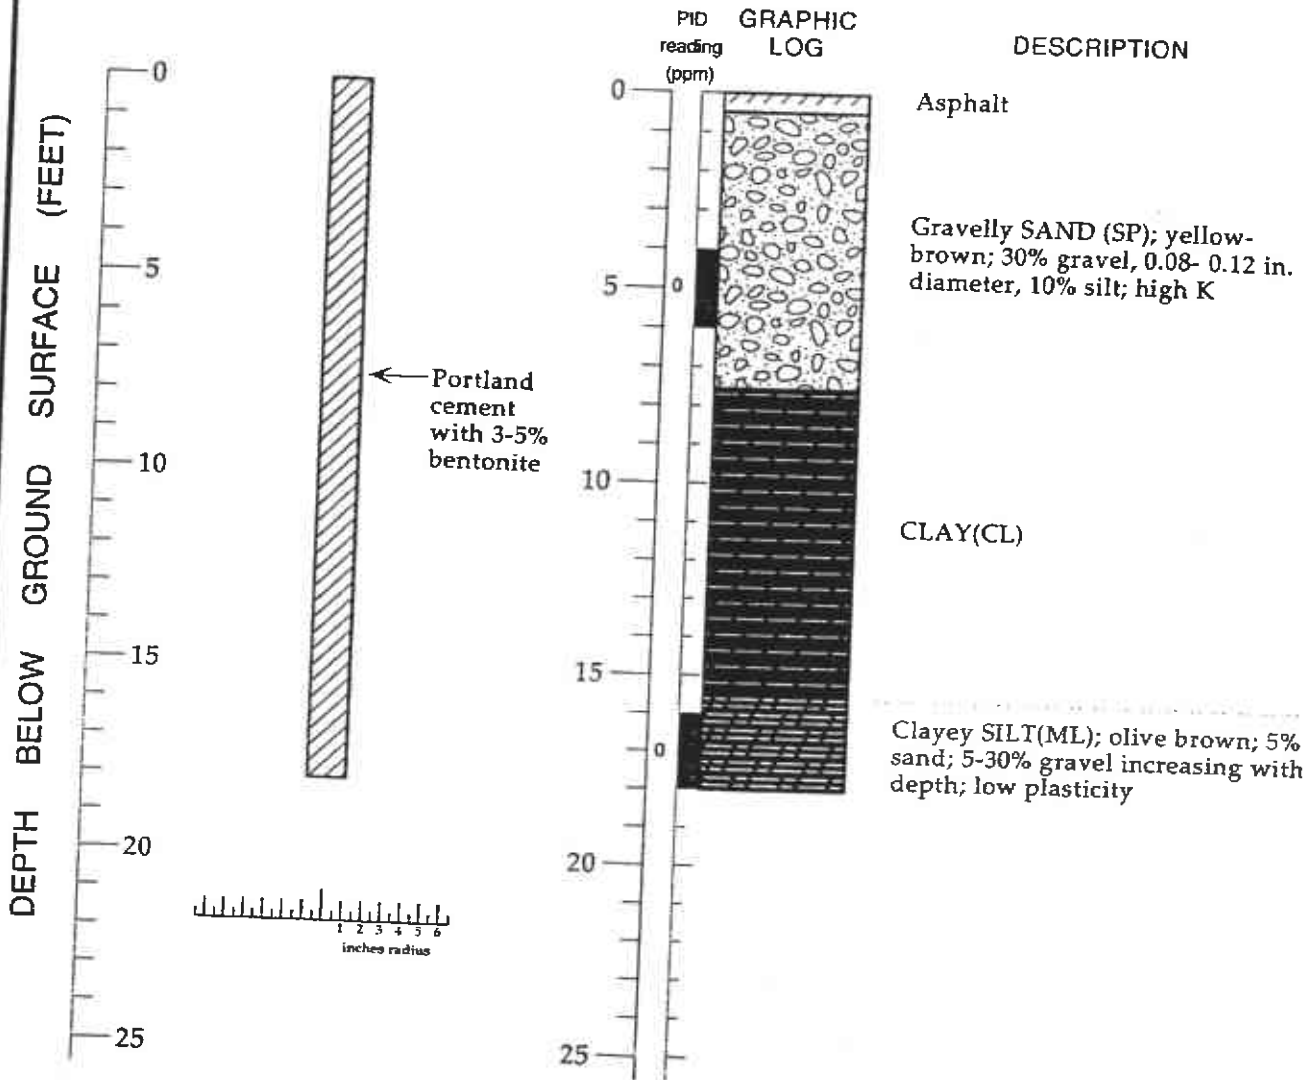 DEPTH BELOW GROUND SURFACE (FEET)
0
5
10
15
20
25
Portland
cement
with 3-5%
bentonite
1 2 3 4 5 6
inches radius
PID
reading
(ppm)
GRAPHIC
LOG
DESCRIPTION
0
5
10
15
20
25
0
0
Asphalt
Gravelly SAND (SP); yellow-
brown; 30% gravel, 0.08- 0.12 in.
diameter, 10% silt; high K
CLAY(CL)
Clayey SILT(ML); olive brown; 5%
sand; 5-30% gravel increasing with
depth; low plasticity